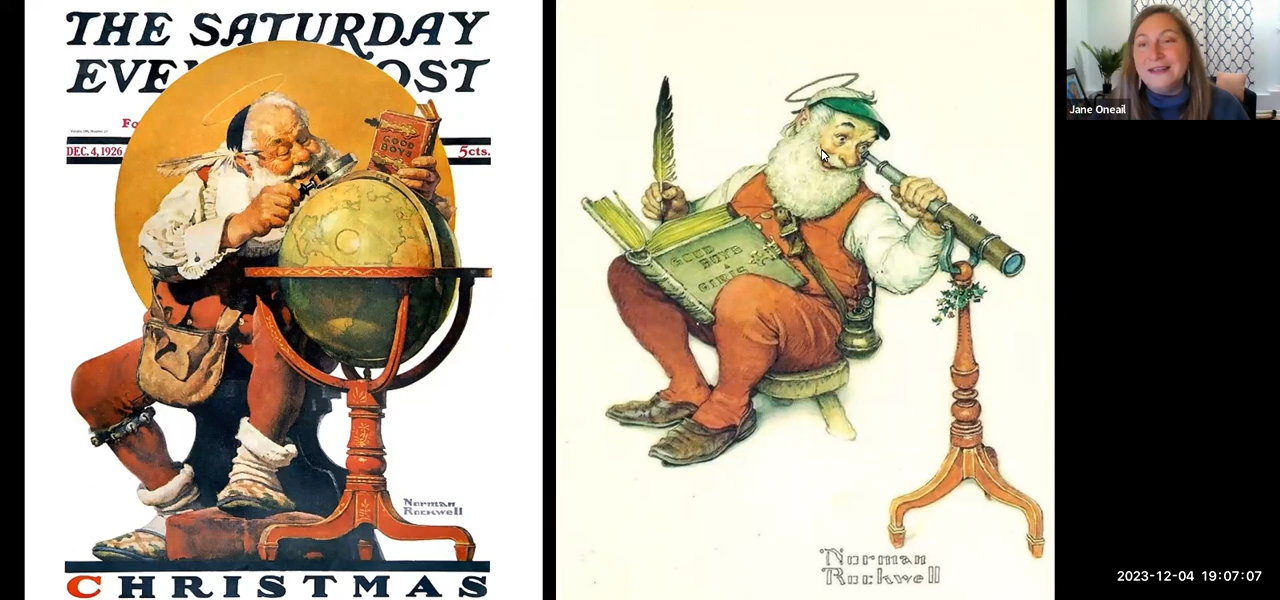 THE SATURDAY
EVE OST
Fo
DEC. 4, 1926
5cts.
GOOD
BOYS
Norman
Rockwell
CHRISTMAS
GOOD
BOYS
&
GIRLS
Norman
Rockwell
Jane Oneail
2023-12-04 19:07:07